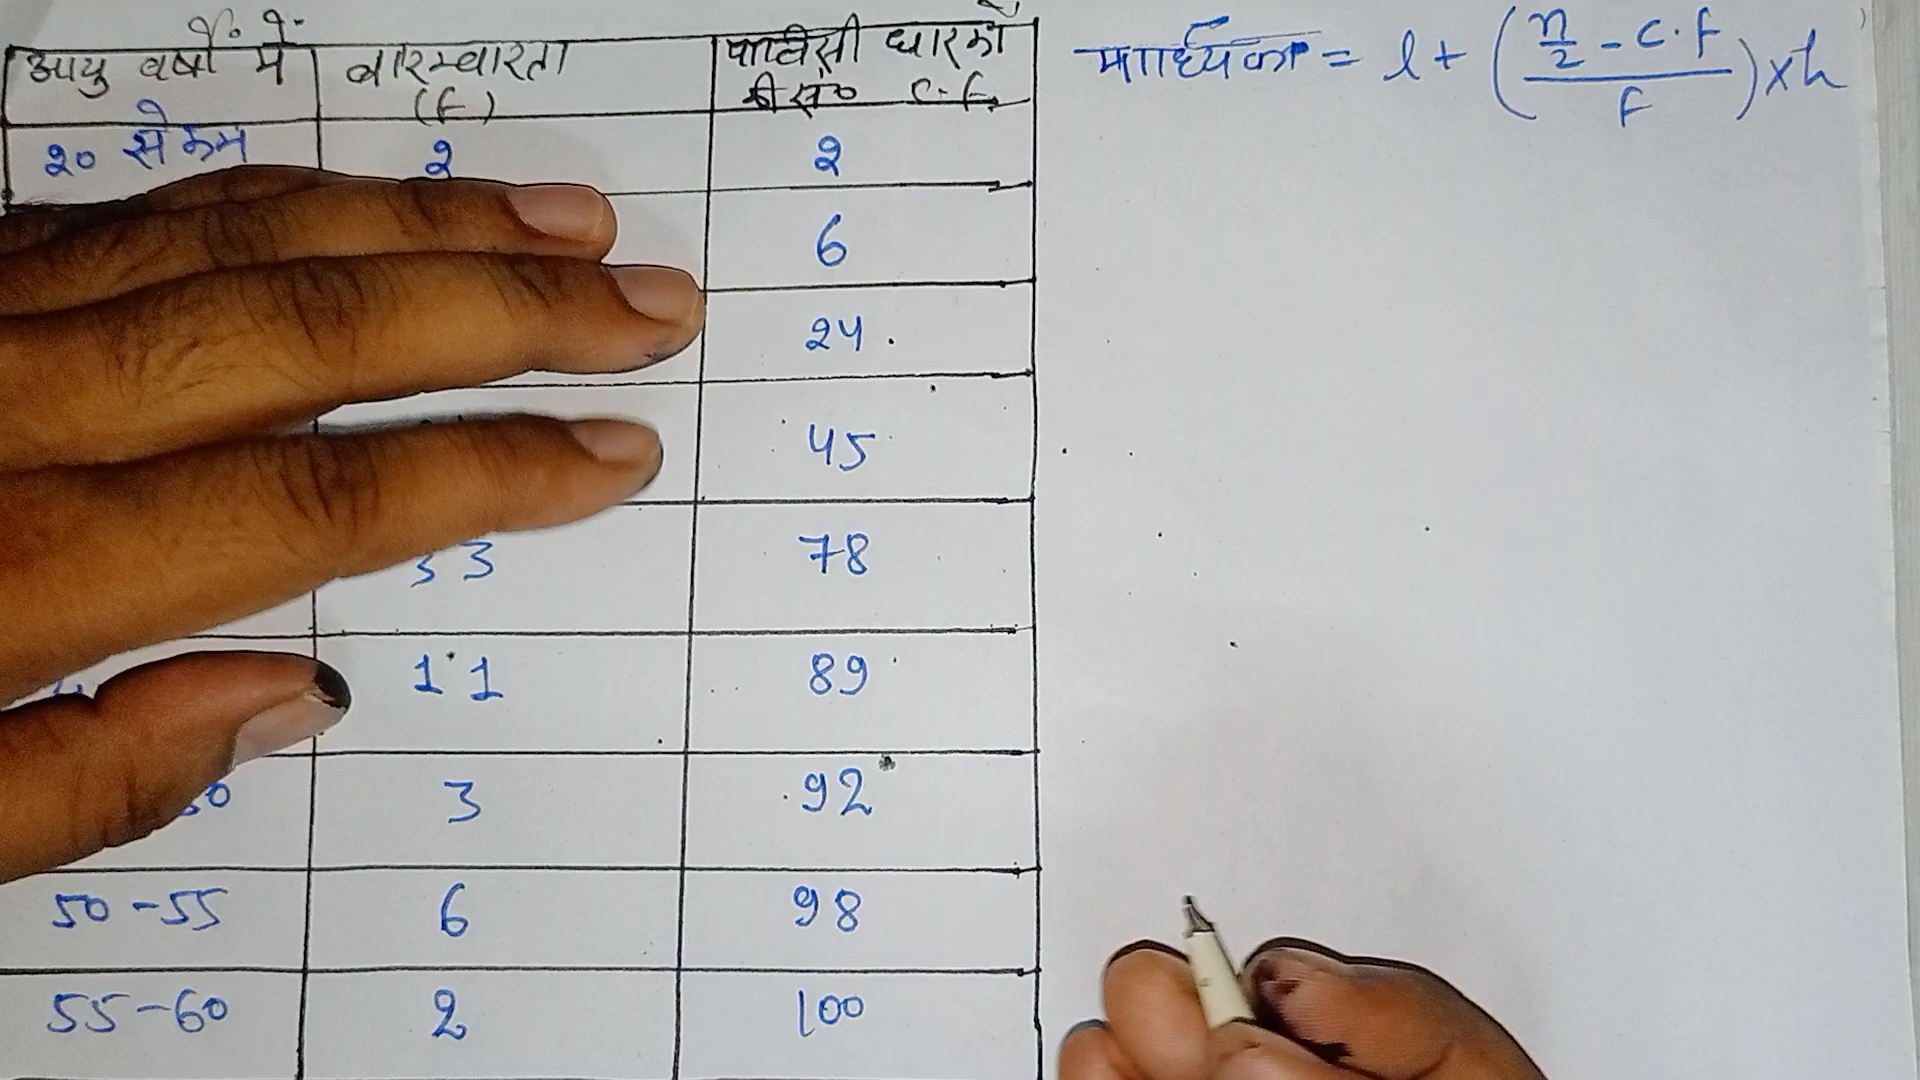 आयु वर्षों में
बारम्बारता
(f)
पालिसी धारकों
की सं० C.F.
20 से कम
2
2
6
24
45
33
78
11
89
3
92
50-55
6
98
55-60
2
100
माध्यिका = l + (n/2 - C.F / F) x h